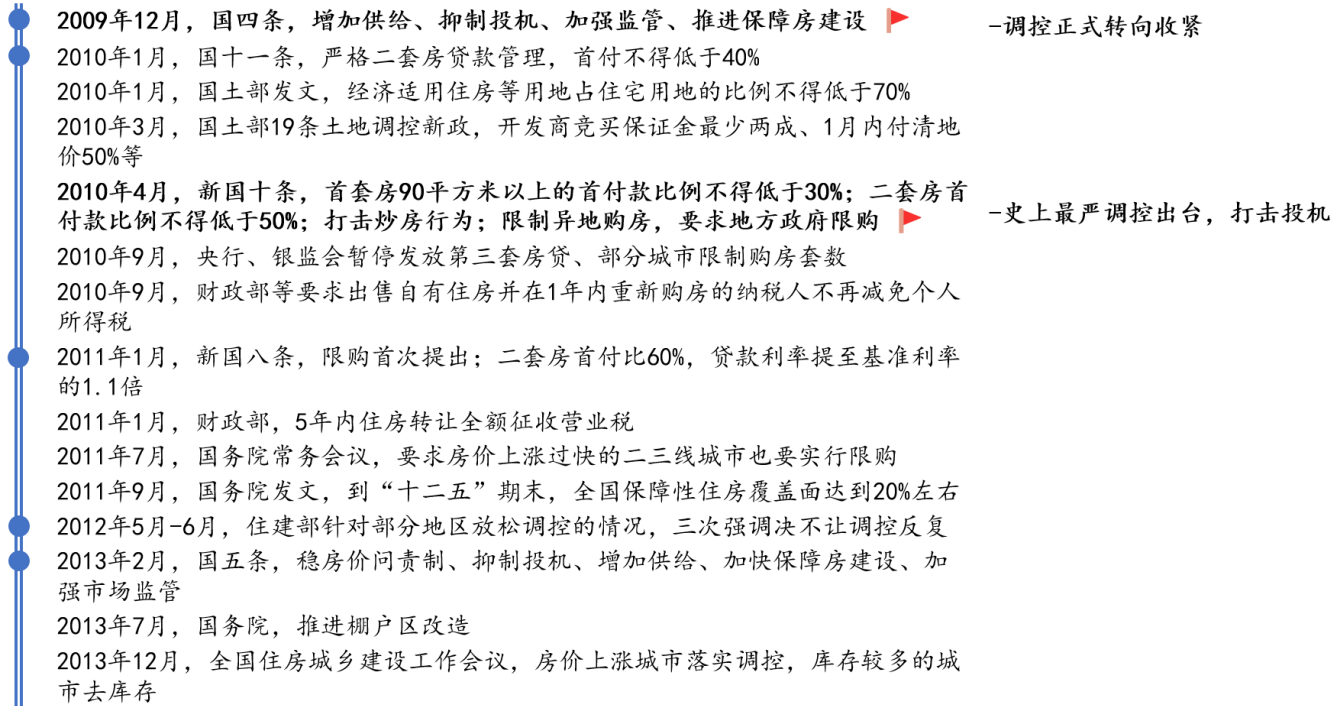 2009年12月，国四条，增加供给、抑制投机、加强监管、推进保障房建设
-调控正式转向收紧
2010年1月，国十一条，严格二套房贷款管理，首付不得低于40%
2010年1月，国土部发文，经济适用住房等用地占住宅用地的比例不得低于70%
2010年3月，国土部19条土地调控新政，开发商竞买保证金最少两成、1月内付清地
价50%等
2010年4月，新国十条，首套房90平方米以上的首付款比例不得低于30%；二套房首
付款比例不得低于50%；打击炒房行为；限制异地购房，要求地方政府限购
-史上最严调控出台，打击投机
2010年9月，央行、银监会暂停发放第三套房贷、部分城市限制购房套数
2010年9月，财政部等要求出售自有住房并在1年内重新购房的纳税人不再减免个人
所得税
2011年1月，新国八条，限购首次提出；二套房首付比60%，贷款利率提至基准利率
的1.1倍
2011年1月，财政部，5年内住房转让全额征收营业税
2011年7月，国务院常务会议，要求房价上涨过快的二三线城市也要实行限购
2011年9月，国务院发文，到“十二五”期末，全国保障性住房覆盖面达到20%左右
2012年5月-6月，住建部针对部分地区放松调控的情况，三次强调决不让调控反复
2013年2月，国五条，稳房价问责制、抑制投机、增加供给、加快保障房建设、加
强市场监管
2013年7月，国务院，推进棚户区改造
2013年12月，全国住房城乡建设工作会议，房价上涨城市落实调控，库存较多的城
市去库存